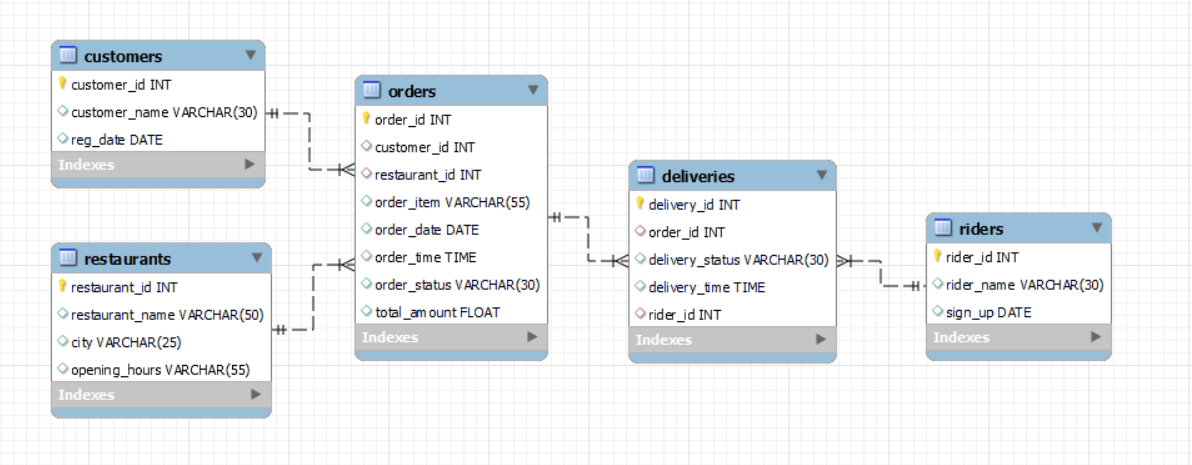 customers
customer_id INT
customer_name VARCHAR(30)
reg_date DATE
Indexes
restaurants
restaurant_id INT
restaurant_name VARCHAR(50)
city VARCHAR(25)
opening_hours VARCHAR(55)
Indexes
orders
order_id INT
customer_id INT
restaurant_id INT
order_item VARCHAR(55)
order_date DATE
order_time TIME
order_status VARCHAR(30)
total_amount FLOAT
Indexes
deliveries
delivery_id INT
order_id INT
delivery_status VARCHAR(30)
delivery_time TIME
rider_id INT
Indexes
riders
rider_id INT
rider_name VARCHAR(30)
sign_up DATE
Indexes